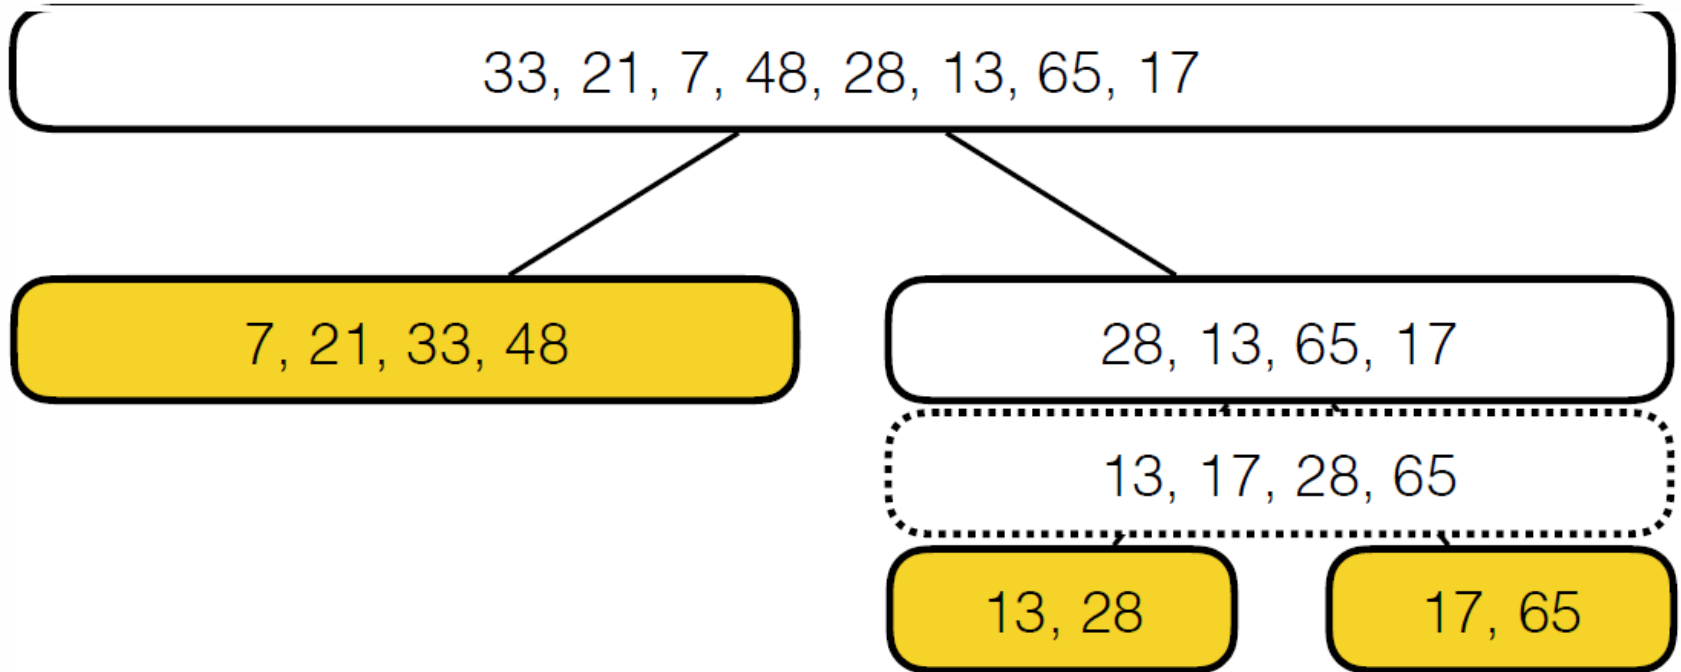 33, 21, 7, 48, 28, 13, 65, 17
7, 21, 33, 48
28, 13, 65, 17
13, 17, 28, 65
13, 28
17, 65